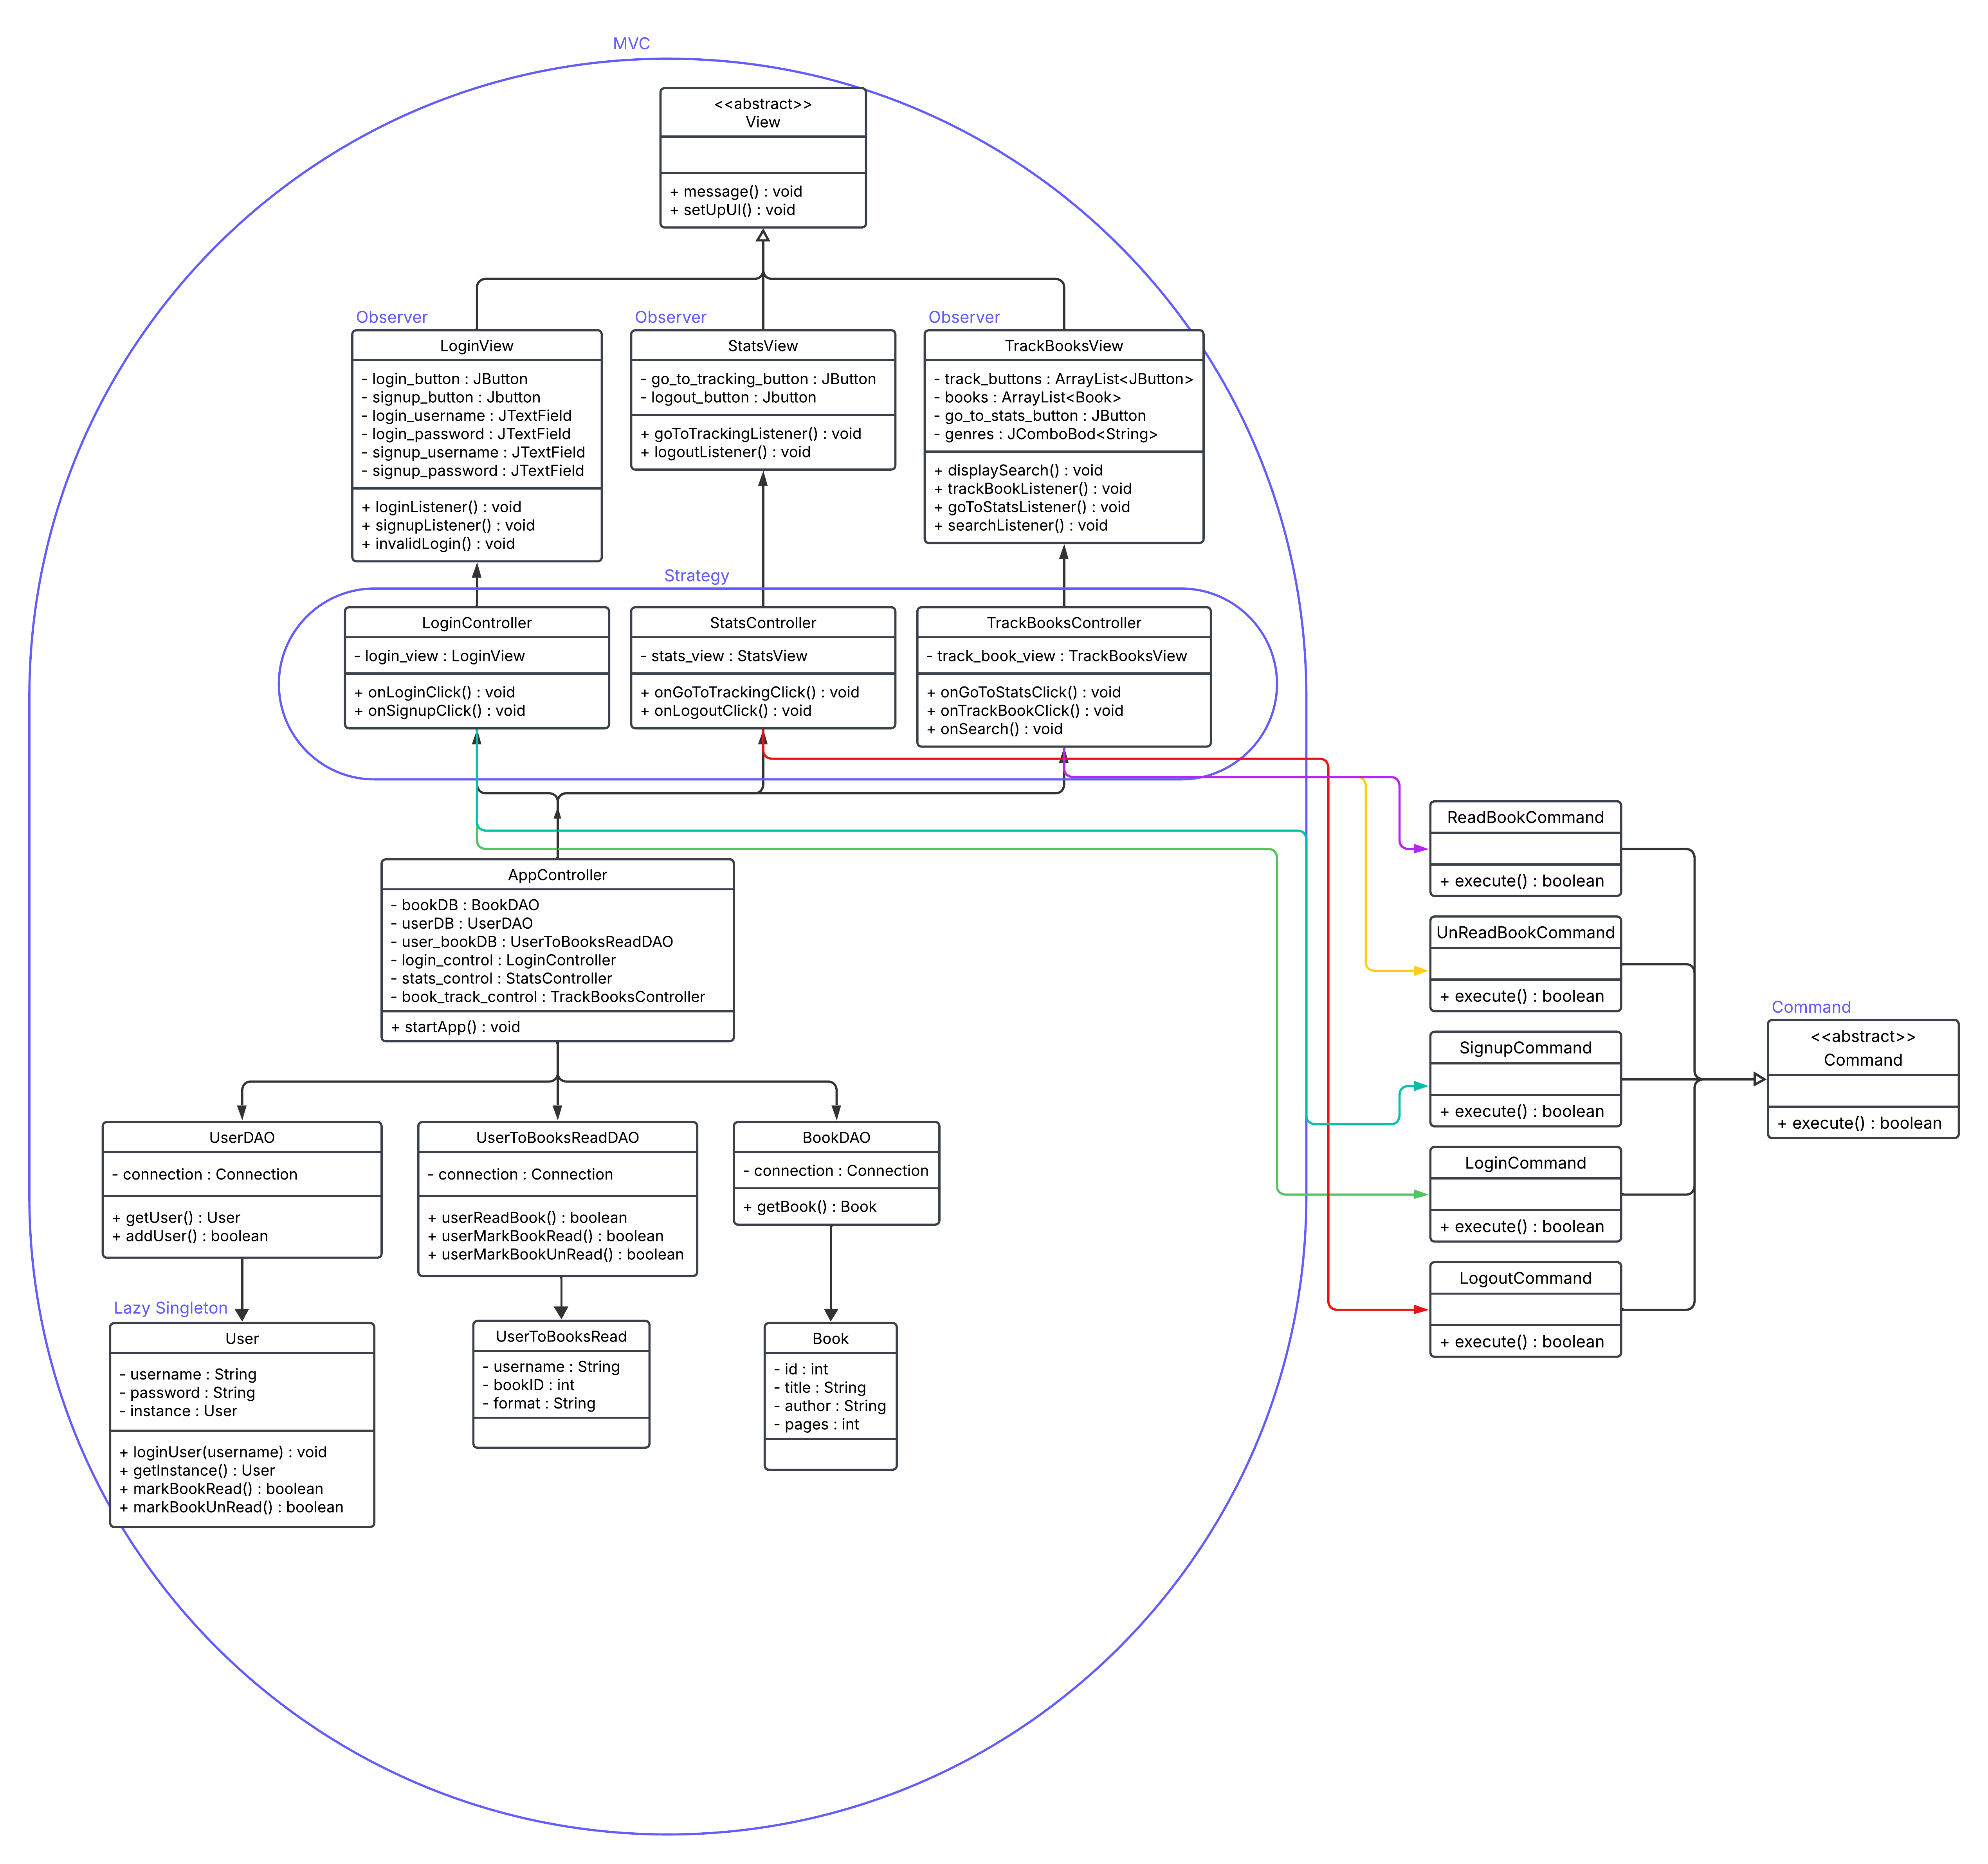 MVC
<<abstract>>
View
+ message() : void
+ setUpUI() : void
Observer
LoginView
- login_button : JButton
- signup_button : Jbutton
- login_username : JTextField
- login_password : JTextField
- signup_username : JTextField
- signup_password : JTextField
+ loginListener() : void
+ signupListener() : void
+ invalidLogin() : void
Observer
StatsView
- go_to_tracking_button : JButton
- logout_button : Jbutton
+ goToTrackingListener() : void
+ logoutListener() : void
Observer
TrackBooksView
- track_buttons : ArrayList<JButton>
- books : ArrayList<Book>
- go_to_stats_button : JButton
- genres : JComboBod<String>
+ displaySearch() : void
+ trackBookListener() : void
+ goToStatsListener() : void
+ searchListener() : void
Strategy
LoginController
- login_view : LoginView
+ onLoginClick() : void
+ onSignupClick() : void
StatsController
- stats_view : StatsView
+ onGoToTrackingClick() : void
+ onLogoutClick() : void
TrackBooksController
- track_book_view : TrackBooksView
+ onGoToStatsClick() : void
+ onTrackBookClick() : void
+ onSearch() : void
AppController
- bookDB : BookDAO
- userDB : UserDAO
- user_bookDB : UserToBooksReadDAO
- login_control : LoginController
- stats_control : StatsController
- book_track_control : TrackBooksController
+ startApp() : void
UserDAO
- connection : Connection
+ getUser() : User
+ addUser() : boolean
UserToBooksReadDAO
- connection : Connection
+ userReadBook() : boolean
+ userMarkBookRead() : boolean
+ userMarkBookUnRead() : boolean
BookDAO
- connection : Connection
+ getBook() : Book
Lazy Singleton
User
- username : String
- password : String
- instance : User
+ loginUser(username) : void
+ getInstance() : User
+ markBookRead() : boolean
+ markBookUnRead() : boolean
UserToBooksRead
- username : String
- bookID : int
- format : String
Book
- id : int
- title : String
- author : String
- pages : int
ReadBookCommand
+ execute() : boolean
UnReadBookCommand
+ execute() : boolean
SignupCommand
+ execute() : boolean
LoginCommand
+ execute() : boolean
LogoutCommand
+ execute() : boolean
Command
<<abstract>>
Command
+ execute() : boolean